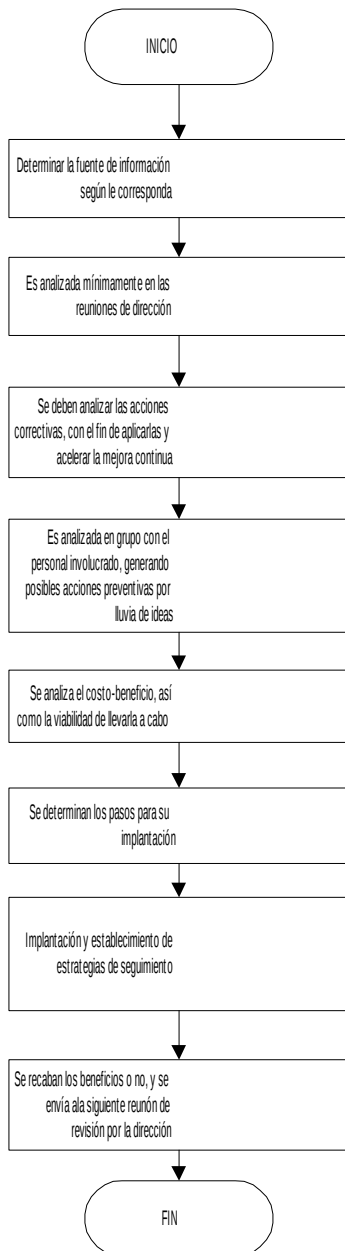 INICIO
Determinar la fuente de información
según le corresponda
Es analizada mínimamente en las
reuniones de dirección
Se deben analizar las acciones
correctivas, con el fin de aplicarlas y
acelerar la mejora continua
Es analizada en grupo con el
personal involucrado, generando
posibles acciones preventivas por
lluvia de ideas
Se analiza el costo-beneficio, así
como la viabilidad de llevarla a cabo
Se determinan los pasos para su
implantación
Implantación y establecimiento de
estrategias de seguimiento
Se recaban los beneficios o no, y se
envía ala siguiente reunón de
revisión por la dirección
FIN